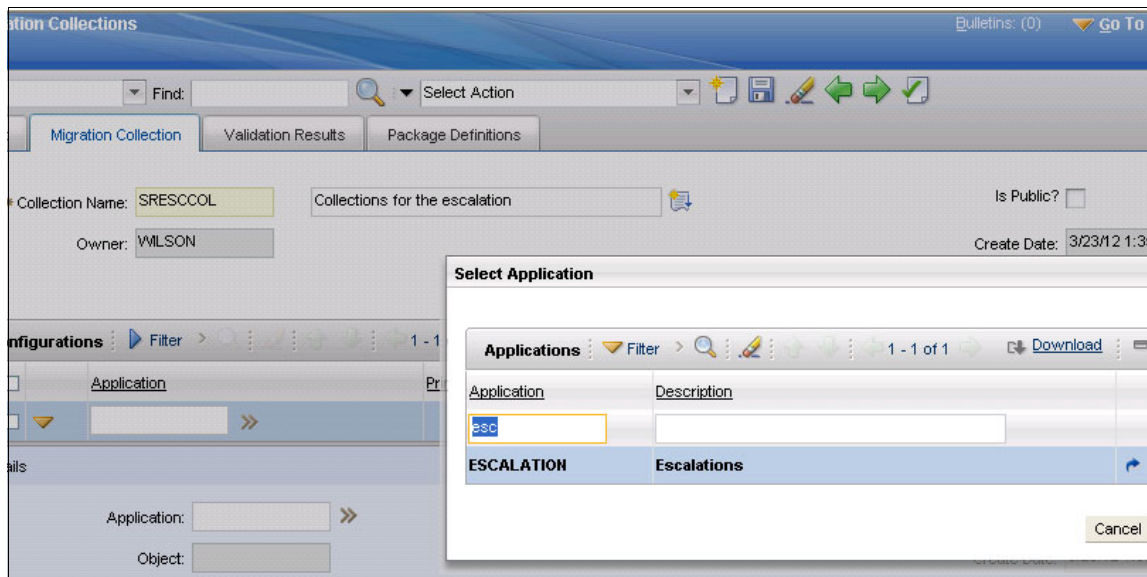 ation Collections Bulletins: (0) Go To
Find: Select Action
Migration Collection Validation Results Package Definitions
* Collection Name: SRESCCOL Collections for the escalation Is Public?
Owner: WILSON Create Date: 3/23/12 1:3
Select Application
nfigurations Filter 1 - 1
Applications Filter 1 - 1 of 1 Download
Application Pr
Application Description
esc
ESCALATION Escalations
ails
Application:
Cancel
Object: